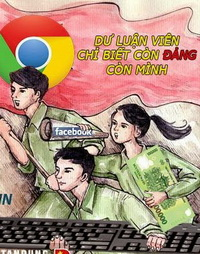 DƯ LUẬN VIÊN
CHỈ BIẾT CÒN ĐẢNG
CÒN MÌNH
facebook